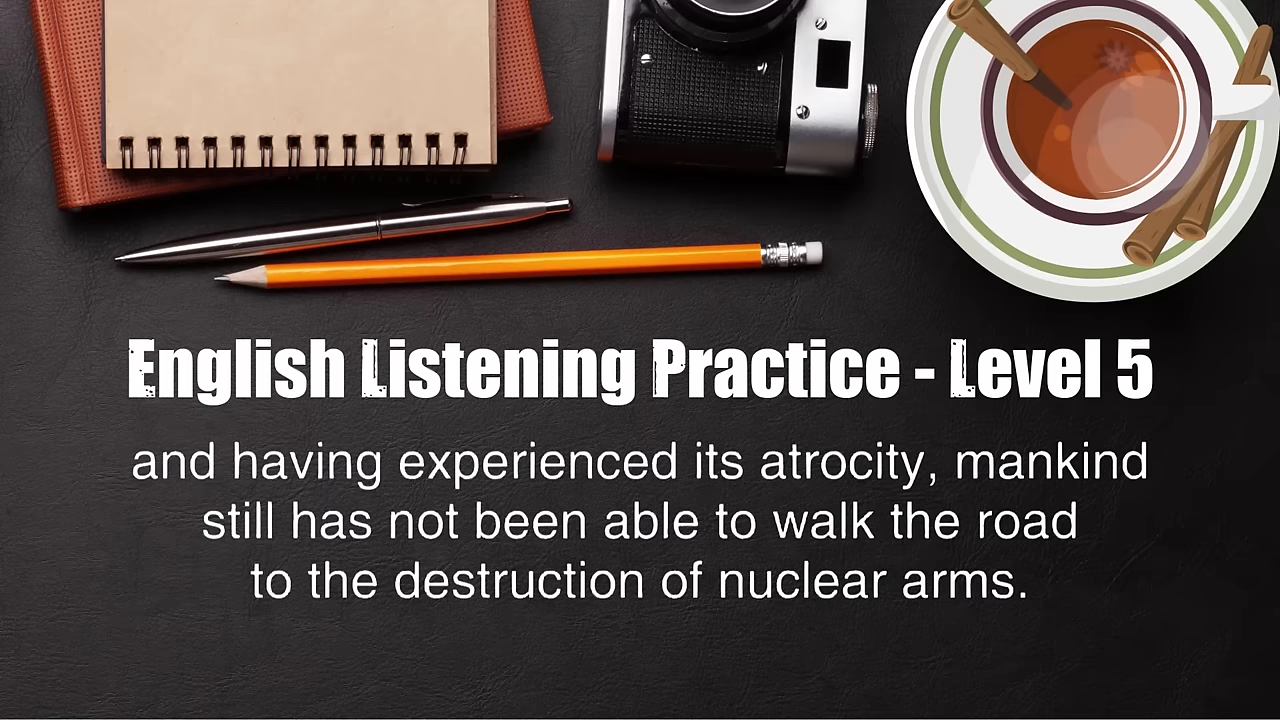 English Listening Practice - Level 5
and having experienced its atrocity, mankind
still has not been able to walk the road
to the destruction of nuclear arms.